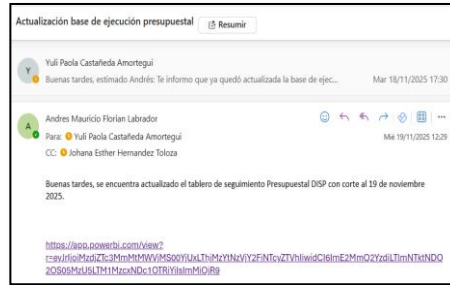 Actualización base de ejecución presupuestal
Resumir
Y
Yuli Paola Castañeda Amortegui
Buenas tardes, estimado Andrés: Te informo que ya quedó actualizada la base de ejec...
Mar 18/11/2025 17:30
A
Andres Mauricio Florian Labrador
Para: Yuli Paola Castañeda Amortegui
Mié 19/11/2025 12:29
CC: Johana Esther Hernandez Toloza
Buenas tardes, se encuentra actualizado el tablero de seguimiento Presupuestal DISP con corte al 19 de noviembre
2025.
https://app.powerbi.com/view?